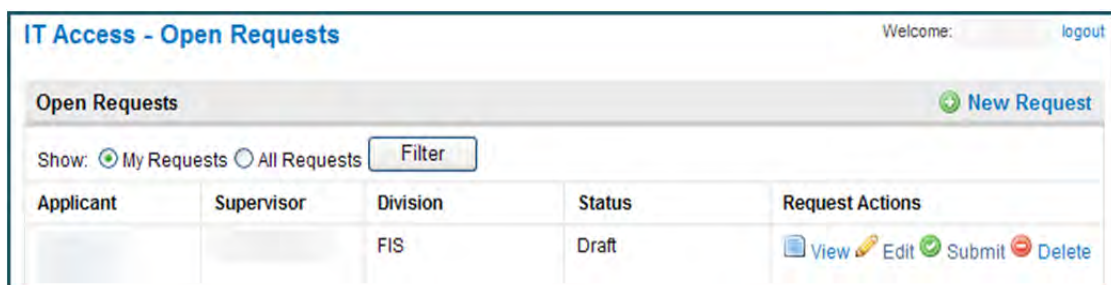 IT Access - Open Requests Welcome: logout
Open Requests New Request
Show: My Requests All Requests Filter
Applicant Supervisor Division Status Request Actions
FIS Draft View Edit Submit Delete